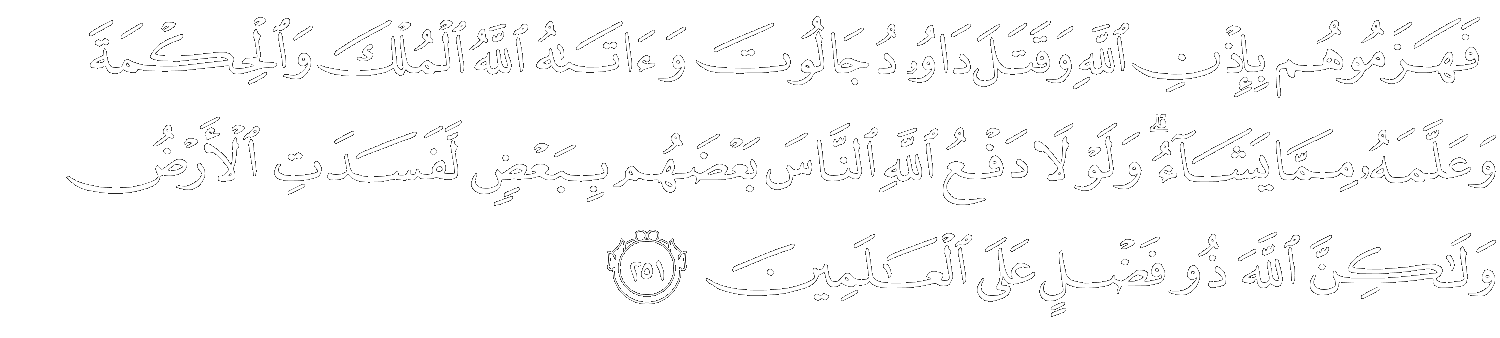 فَهَزَمُوهُم بِإِذْنِ ٱللَّهِ وَقَتَلَ دَاوُۥدُ جَالُوتَ وَءَاتَىٰهُ ٱللَّهُ ٱلْمُلْكَ وَٱلْحِكْمَةَ
وَعَلَّمَهُۥ مِمَّا يَشَآءُ ۗ وَلَوْلَا دَفْعُ ٱللَّهِ ٱلنَّاسَ بَعْضَهُم بِبَعْضٍ لَّفَسَدَتِ ٱلْأَرْضُ
وَلَٰكِنَّ ٱللَّهَ ذُو فَضْلٍ عَلَى ٱلْعَٰلَمِينَ ٢٥١